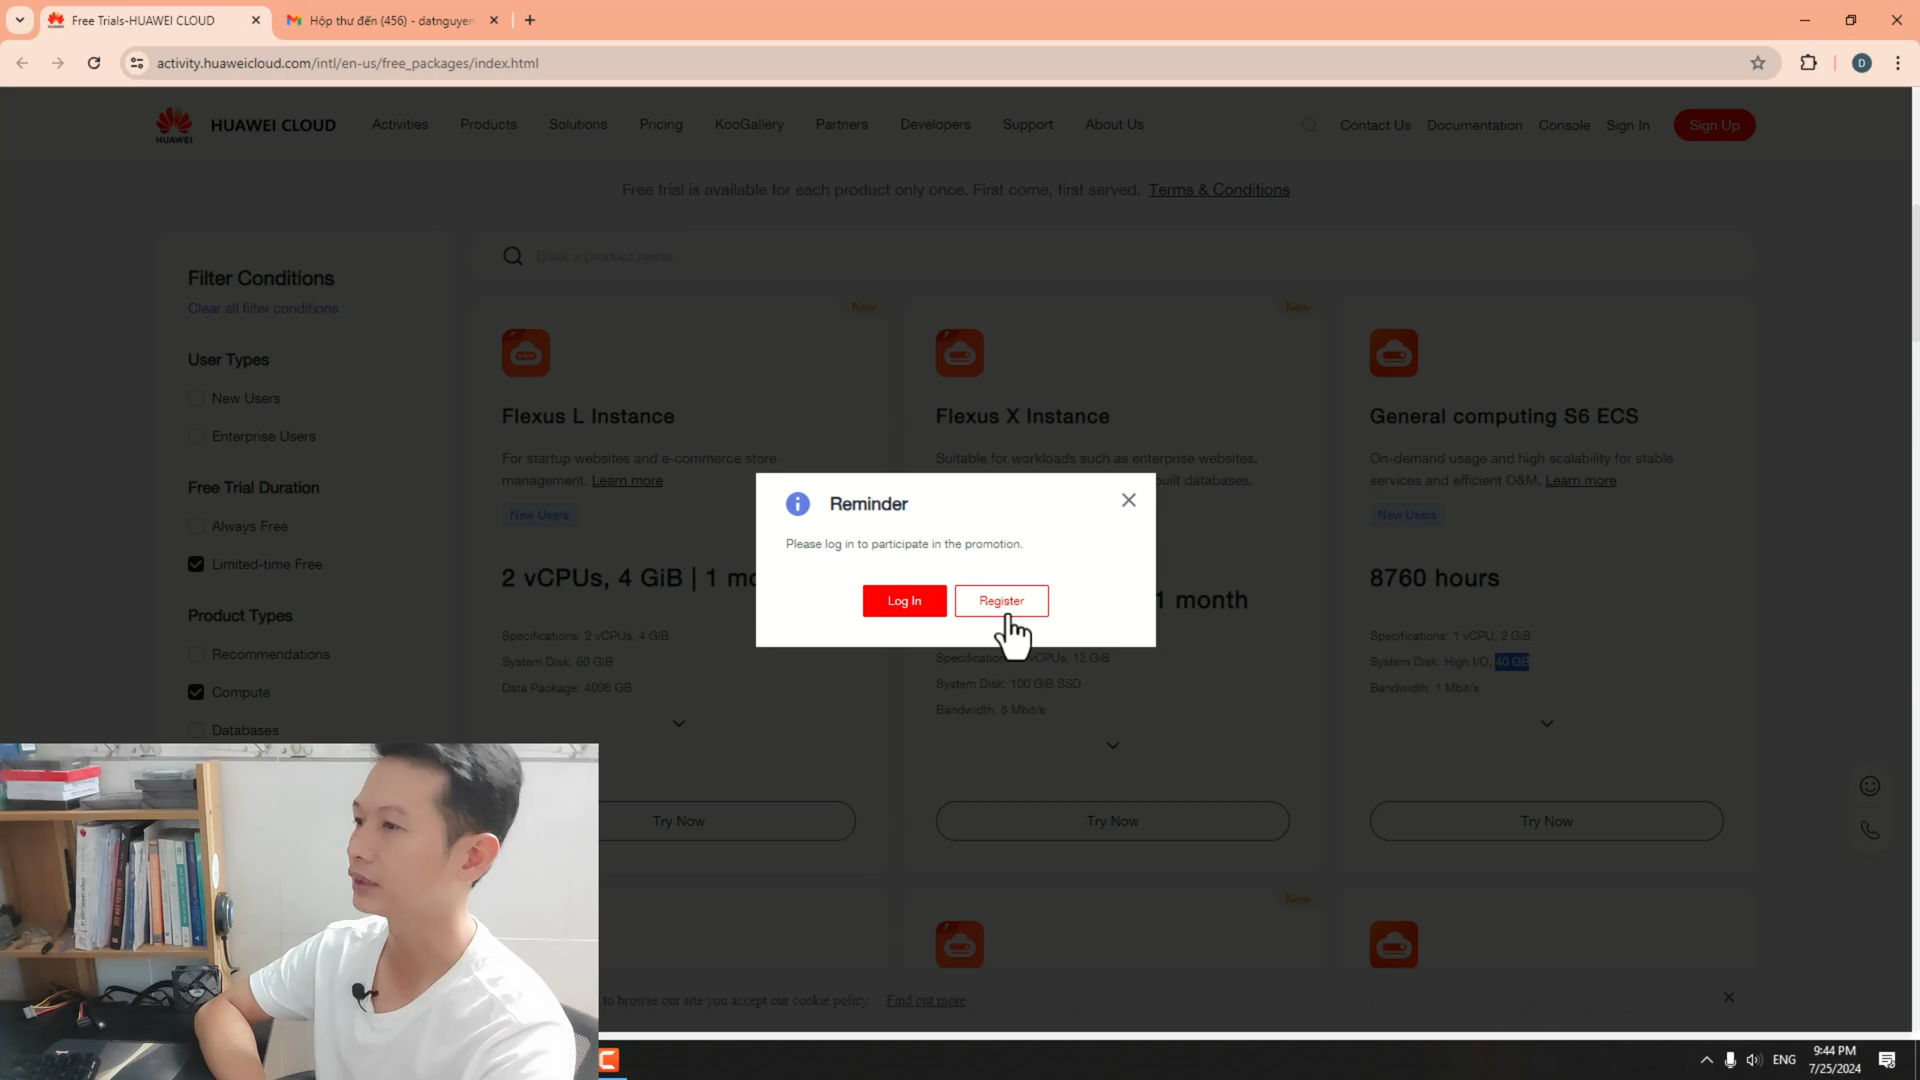 Free Trials-HUAWEI CLOUD
Hộp thư đến (456) - datnguyen
activity.huaweicloud.com/intl/en-us/free_packages/index.html
D
HUAWEI
HUAWEI CLOUD
Activities
Products
Solutions
Pricing
KooGallery
Partners
Developers
Support
About Us
Contact Us
Documentation
Console
Sign In
Sign Up
Free trial is available for each product only once. First come, first served. Terms & Conditions
Filter Conditions
Clear all filter conditions
User Types
New Users
Enterprise Users
Free Trial Duration
Always Free
Limited-time Free
Product Types
Recommendations
Compute
Databases
Enter a product name.
New
Flexus L Instance
For startup websites and e-commerce store
management. Learn more
New Users
2 vCPUs, 4 GiB | 1 mo
Specifications: 2 vCPUs, 4 GiB
System Disk: 60 GiB
Data Package: 4096 GB
Try Now
New
Flexus X Instance
Suitable for workloads such as enterprise websites,
built databases.
1 month
vCPUs, 12 GiB
System Disk: 100 GiB SSD
Bandwidth: 5 Mbit/s
Try Now
General computing S6 ECS
On-demand usage and high scalability for stable
services and efficient O&M. Learn more
New Users
8760 hours
Specifications: 1 vCPU, 2 GiB
System Disk: High I/O, 40 GB
Bandwidth: 1 Mbit/s
Try Now
Reminder
Please log in to participate in the promotion.
Log In
Register
New
to browse our site you accept our cookie policy. Find out more
ENG
9:44 PM
7/25/2024